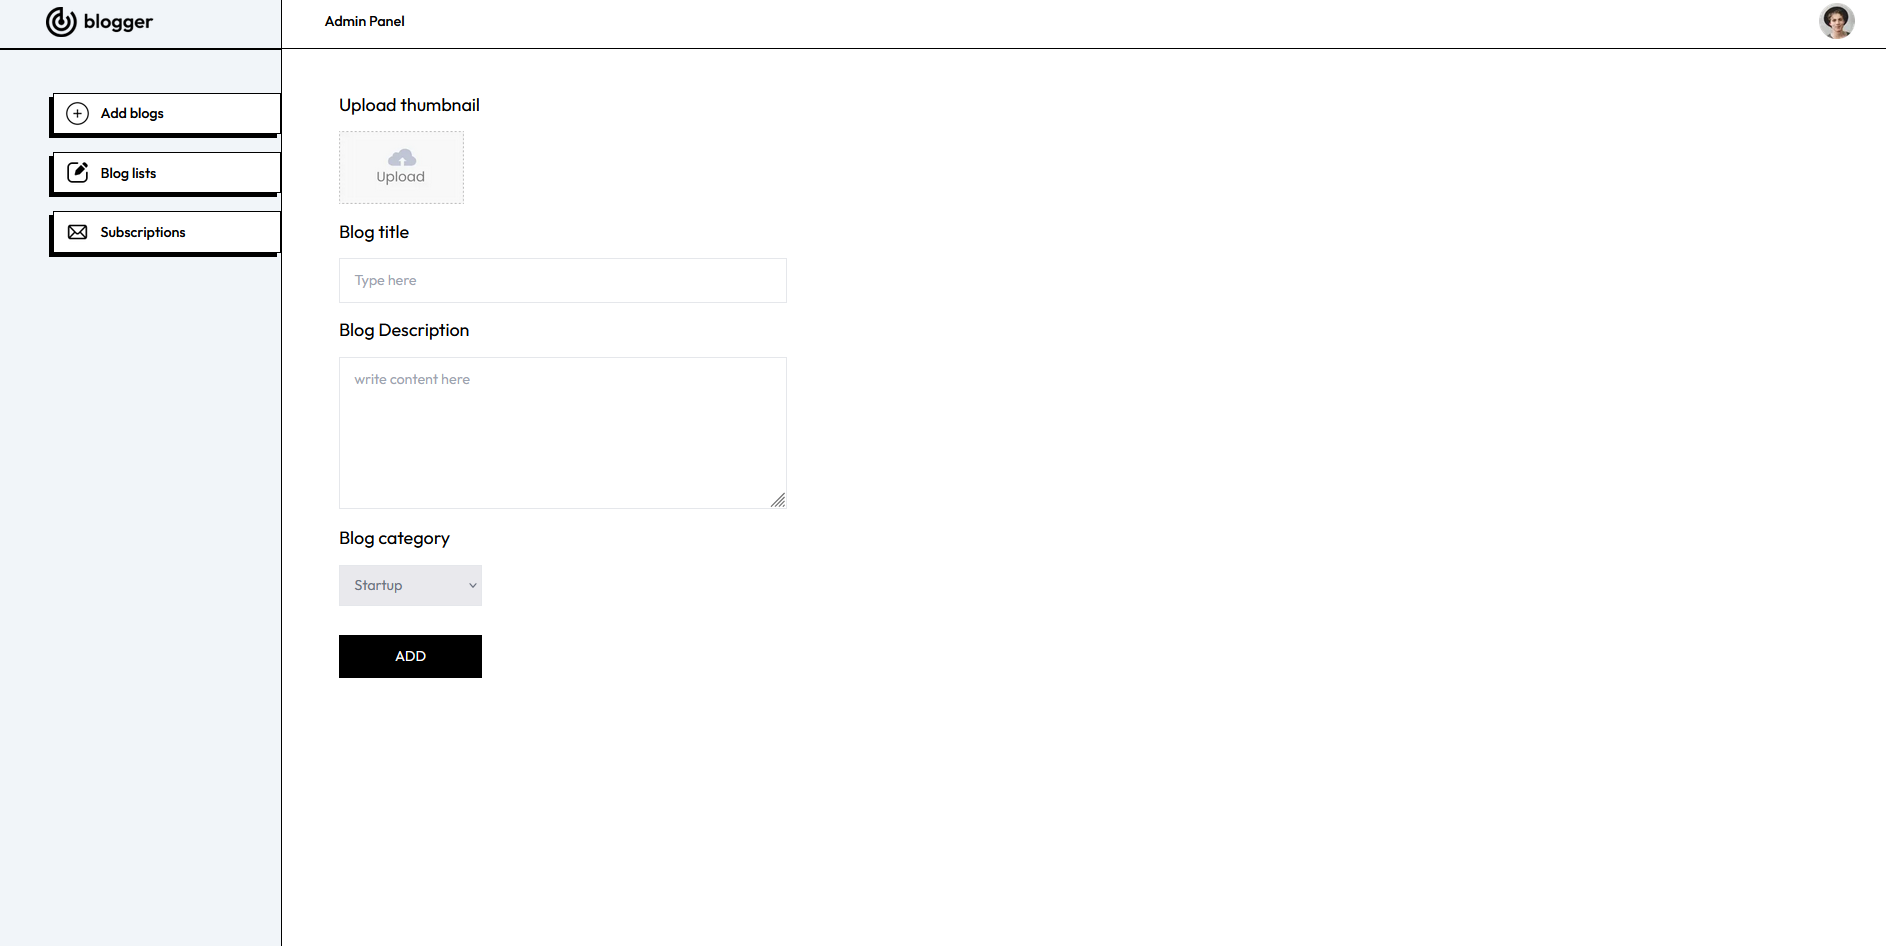 blogger
Admin Panel
Add blogs
Blog lists
Subscriptions
Upload thumbnail
Upload
Blog title
Type here
Blog Description
write content here
Blog category
Startup
ADD